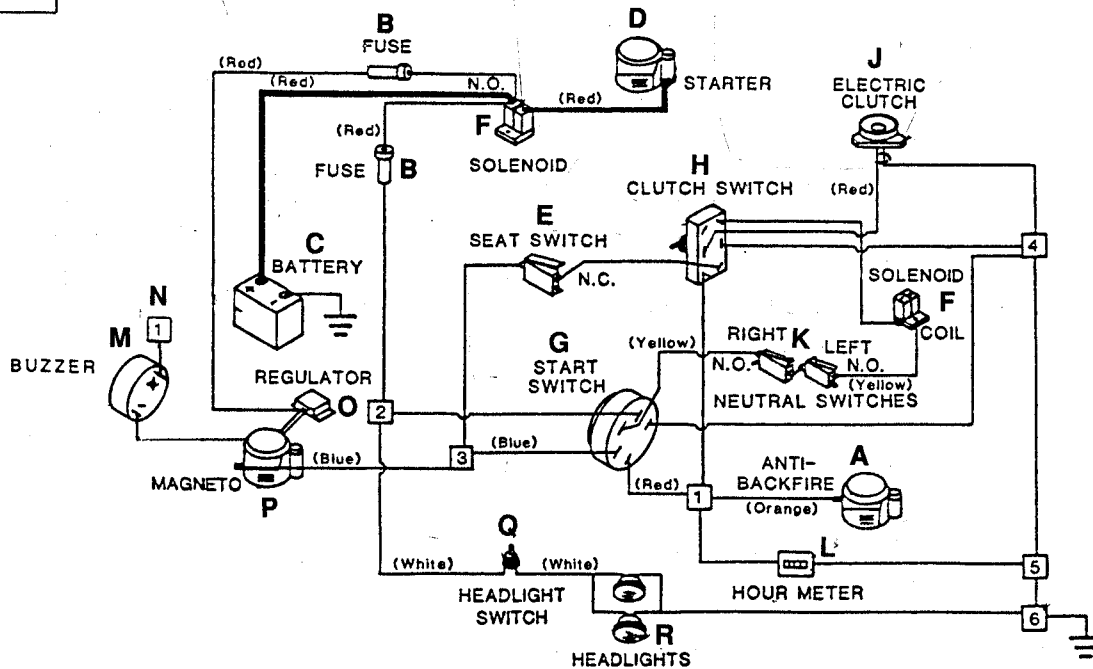 B
FUSE
D
(Red)
(Red)
N.O.
STARTER
J
ELECTRIC
CLUTCH
(Red)
F
(Red)
FUSE B
SOLENOID
H
CLUTCH SWITCH
(Red)
E
SEAT SWITCH
N.C.
C
BATTERY
+ -
4
SOLENOID
F
COIL
N
1
M
BUZZER
+
-
G
START
SWITCH
(Yellow)
RIGHT K
LEFT
N.O.
N.O.
(Yellow)
NEUTRAL SWITCHES
REGULATOR
O
2
3
(Blue)
(Blue)
MAGNETO
P
(Red)
1
ANTI-
BACKFIRE
(Orange)
A
Q
(White)
(White)
HEADLIGHT
SWITCH
L
HOUR METER
5
6
R
HEADLIGHTS